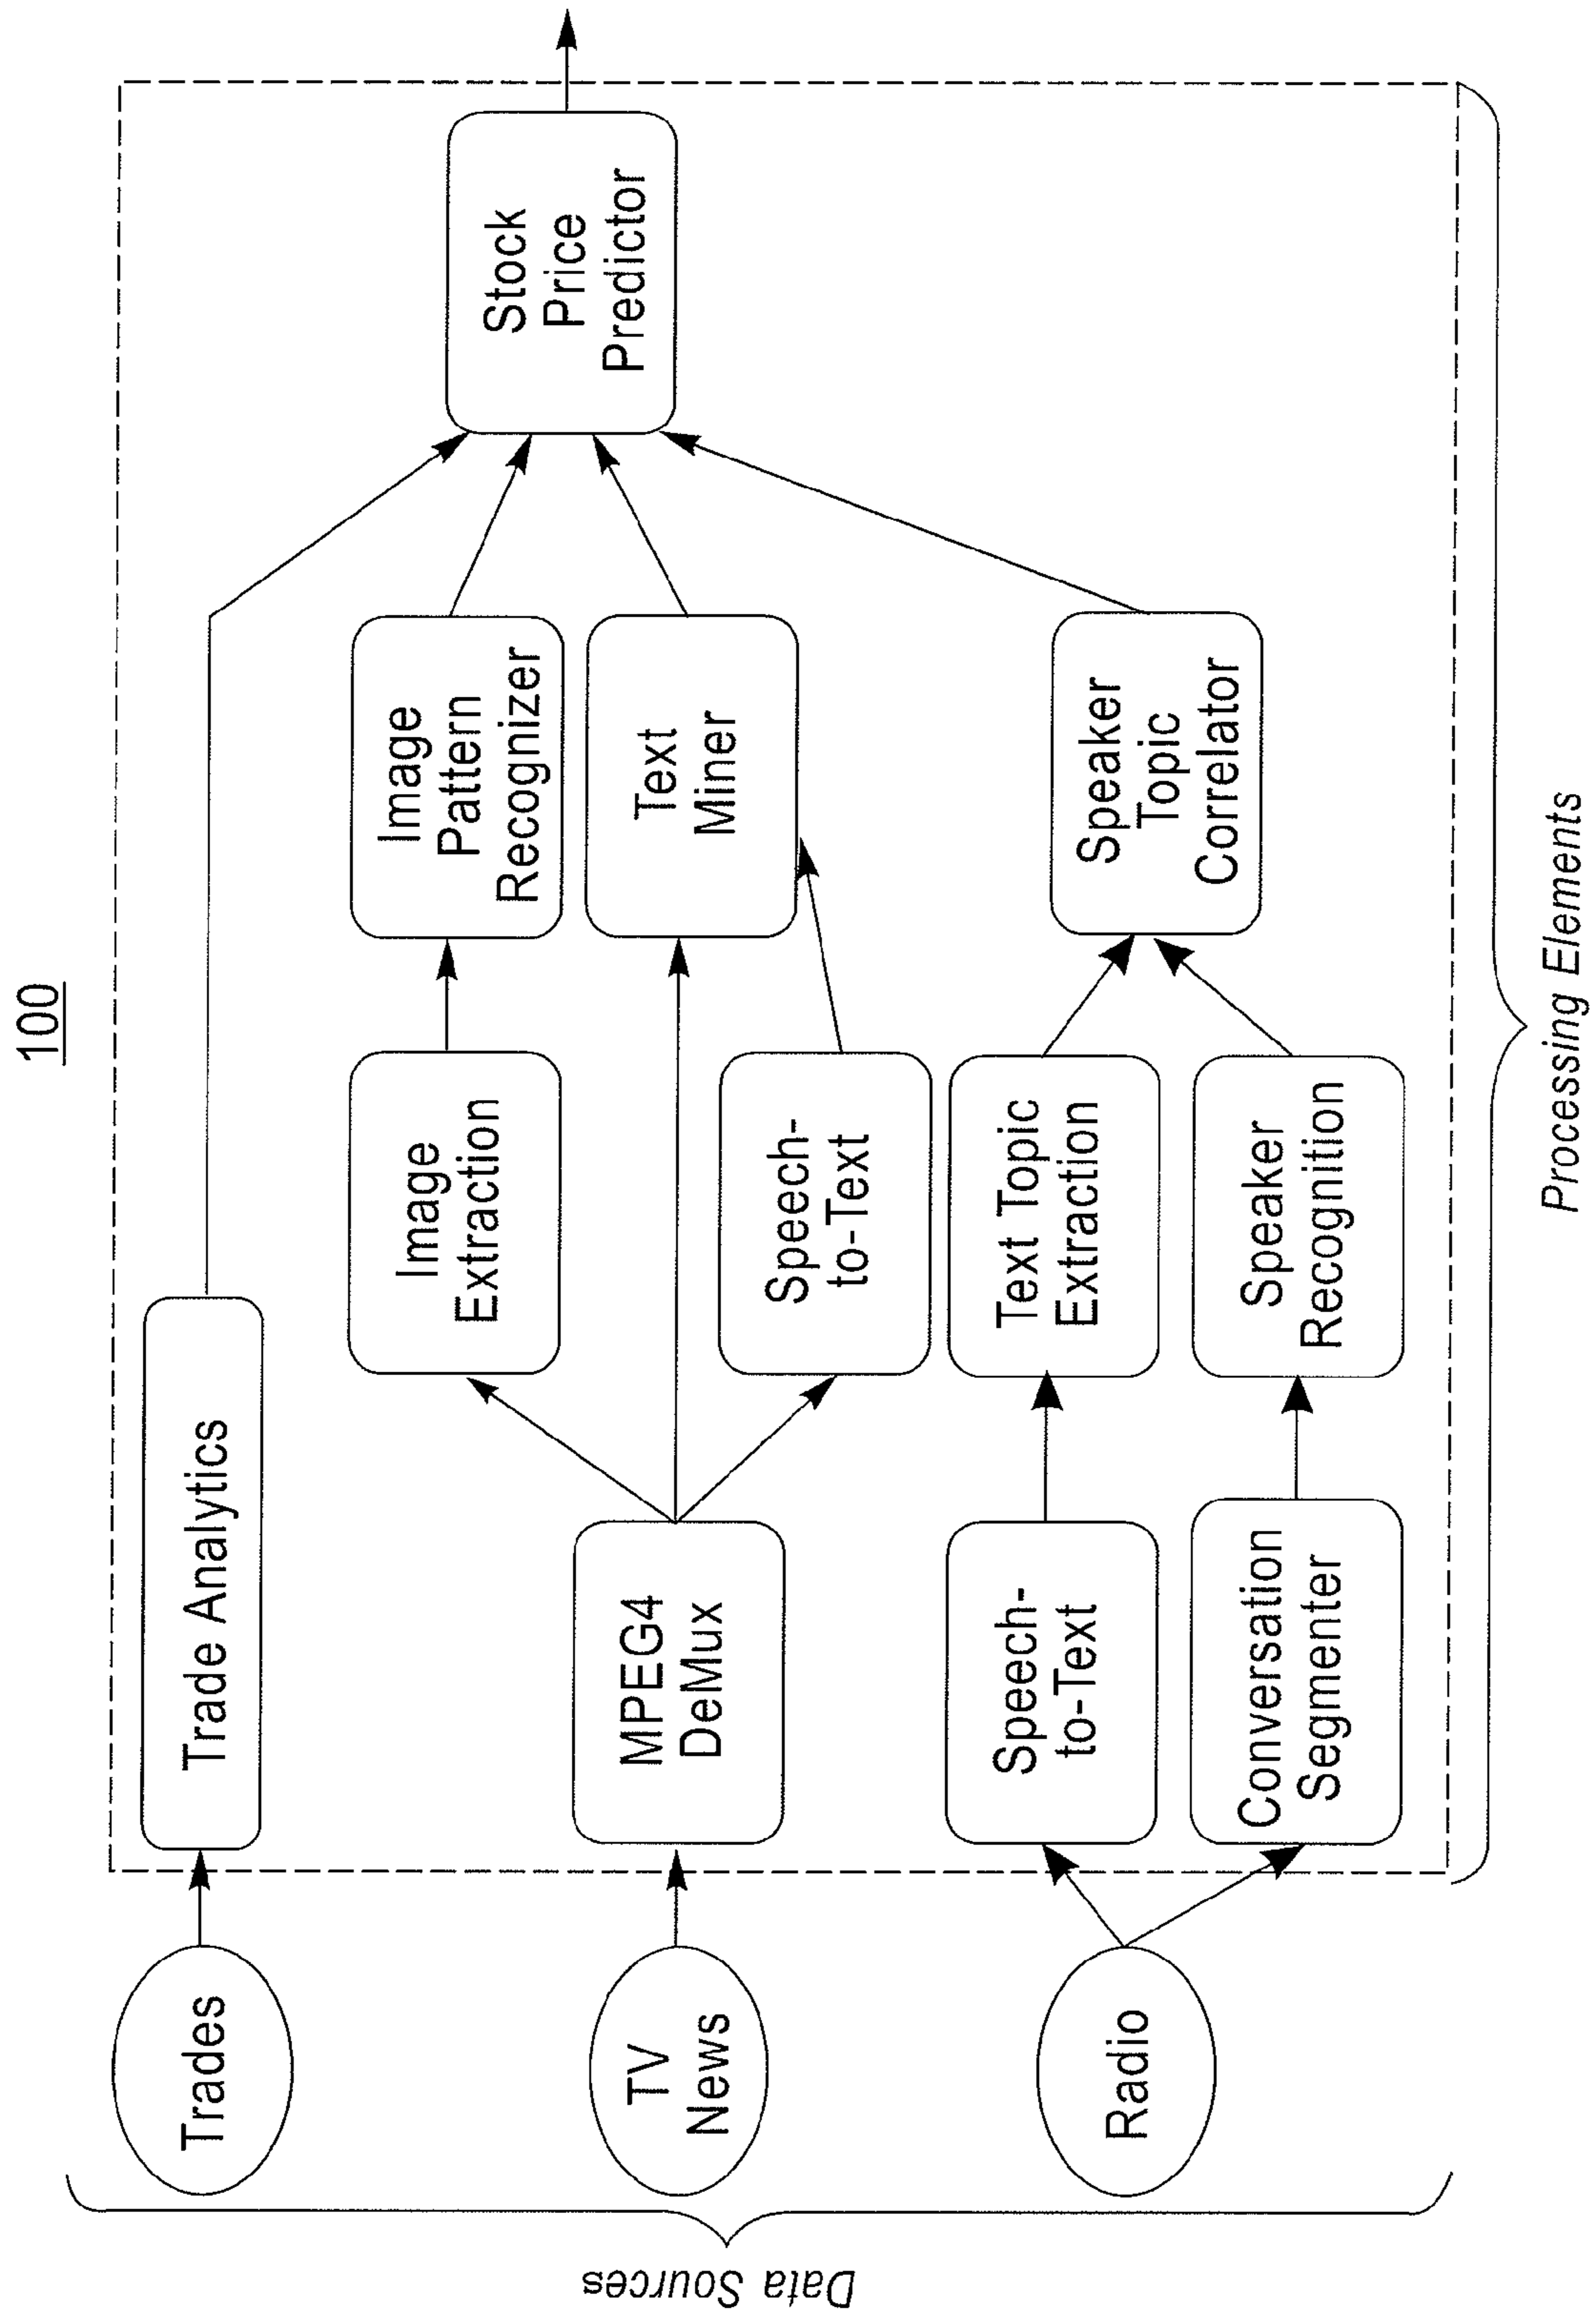 100
Data Sources
Trades
TV
News
Radio
Trade Analytics
MPEG4
DeMux
Speech-
to-Text
Conversation
Segmenter
Image
Extraction
Speech-
to-Text
Text Topic
Extraction
Speaker
Recognition
Image
Pattern
Recognizer
Text
Miner
Speaker
Topic
Correlator
Stock
Price
Predictor
Processing Elements